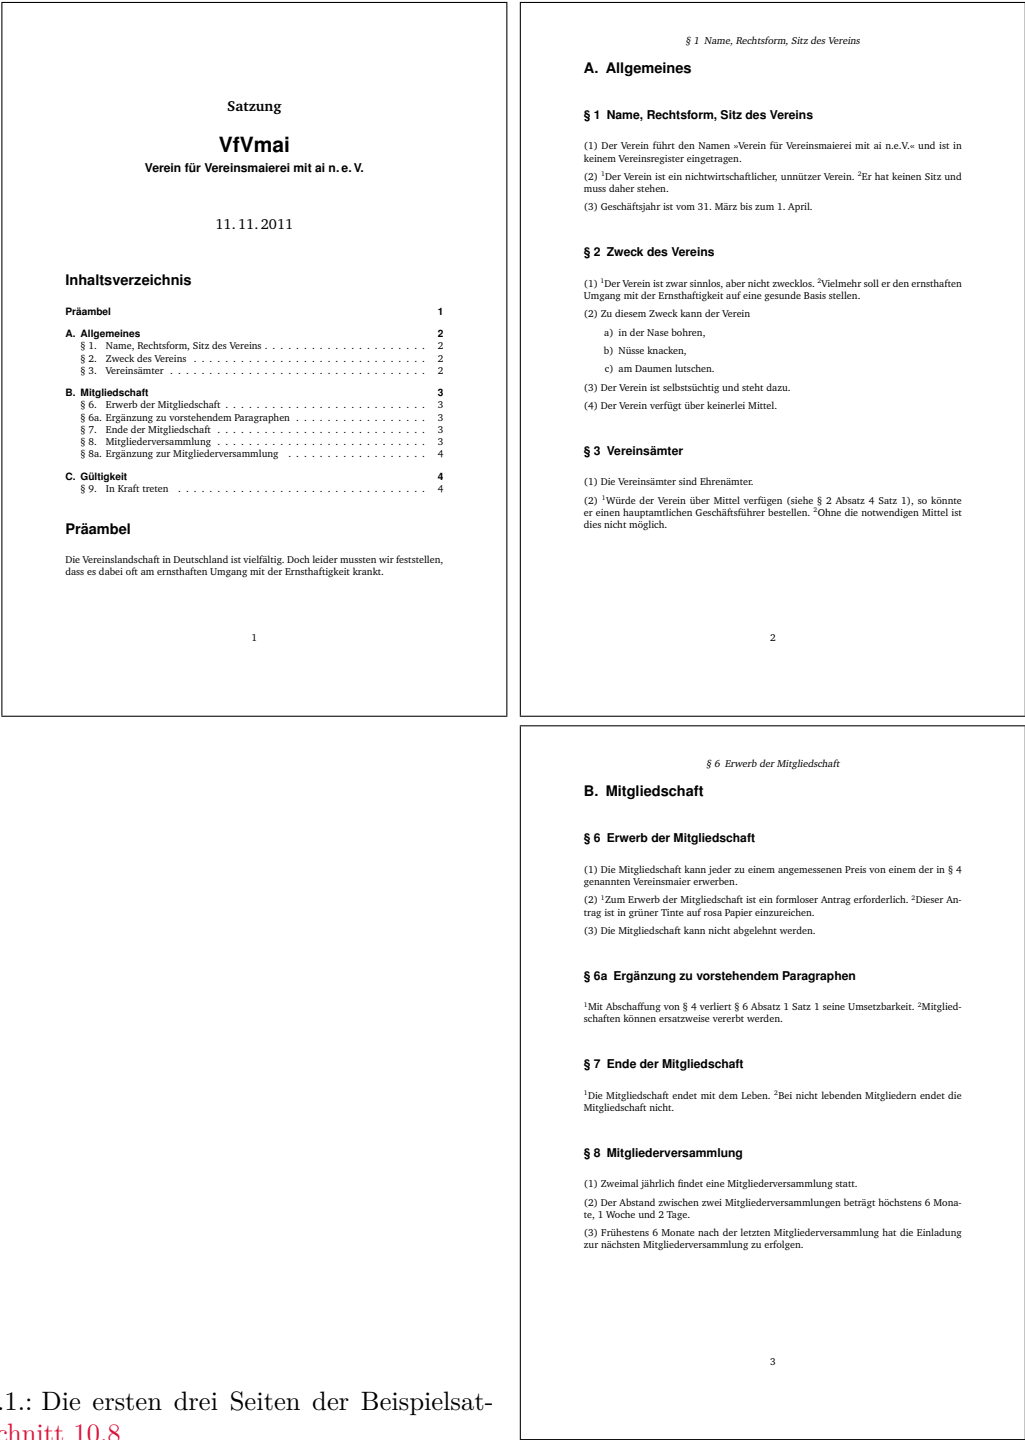 Satzung
VfVmai
Verein für Vereinsmaierei mit ai n. e. V.
11. 11. 2011
Inhaltsverzeichnis
Präambel 1
A. Allgemeines 2
§ 1. Name, Rechtsform, Sitz des Vereins . . . . . . . . . . . . . . . . . . . . . 2
§ 2. Zweck des Vereins . . . . . . . . . . . . . . . . . . . . . . . . . . . . . . 2
§ 3. Vereinsämter . . . . . . . . . . . . . . . . . . . . . . . . . . . . . . . . . 2
B. Mitgliedschaft 3
§ 6. Erwerb der Mitgliedschaft . . . . . . . . . . . . . . . . . . . . . . . . . . 3
§ 6a. Ergänzung zu vorstehendem Paragraphen . . . . . . . . . . . . . . . . . 3
§ 7. Ende der Mitgliedschaft . . . . . . . . . . . . . . . . . . . . . . . . . . . 3
§ 8. Mitgliederversammlung . . . . . . . . . . . . . . . . . . . . . . . . . . . 3
§ 8a. Ergänzung zur Mitgliederversammlung . . . . . . . . . . . . . . . . . . 4
C. Gültigkeit 4
§ 9. In Kraft treten . . . . . . . . . . . . . . . . . . . . . . . . . . . . . . . . 4
Präambel
Die Vereinslandschaft in Deutschland ist vielfältig. Doch leider mussten wir feststellen,
dass es dabei oft am ernsthaften Umgang mit der Ernsthaftigkeit krankt.
1
§ 1 Name, Rechtsform, Sitz des Vereins
A. Allgemeines
§ 1 Name, Rechtsform, Sitz des Vereins
(1) Der Verein führt den Namen »Verein für Vereinsmaierei mit ai n.e.V.« und ist in
keinem Vereinsregister eingetragen.
(2) ¹Der Verein ist ein nichtwirtschaftlicher, unnützer Verein. ²Er hat keinen Sitz und
muss daher stehen.
(3) Geschäftsjahr ist vom 31. März bis zum 1. April.
§ 2 Zweck des Vereins
(1) ¹Der Verein ist zwar sinnlos, aber nicht zwecklos. ²Vielmehr soll er den ernsthaften
Umgang mit der Ernsthaftigkeit auf eine gesunde Basis stellen.
(2) Zu diesem Zweck kann der Verein
a) in der Nase bohren,
b) Nüsse knacken,
c) am Daumen lutschen.
(3) Der Verein ist selbstsüchtig und steht dazu.
(4) Der Verein verfügt über keinerlei Mittel.
§ 3 Vereinsämter
(1) Die Vereinsämter sind Ehrenämter.
(2) ¹Würde der Verein über Mittel verfügen (siehe § 2 Absatz 4 Satz 1), so könnte
er einen hauptamtlichen Geschäftsführer bestellen. ²Ohne die notwendigen Mittel ist
dies nicht möglich.
2
§ 6 Erwerb der Mitgliedschaft
B. Mitgliedschaft
§ 6 Erwerb der Mitgliedschaft
(1) Die Mitgliedschaft kann jeder zu einem angemessenen Preis von einem der in § 4
genannten Vereinsmaier erwerben.
(2) ¹Zum Erwerb der Mitgliedschaft ist ein formloser Antrag erforderlich. ²Dieser An-
trag ist in grüner Tinte auf rosa Papier einzureichen.
(3) Die Mitgliedschaft kann nicht abgelehnt werden.
§ 6a Ergänzung zu vorstehendem Paragraphen
¹Mit Abschaffung von § 4 verliert § 6 Absatz 1 Satz 1 seine Umsetzbarkeit. ²Mitglied-
schaften können ersatzweise vererbt werden.
§ 7 Ende der Mitgliedschaft
¹Die Mitgliedschaft endet mit dem Leben. ²Bei nicht lebenden Mitgliedern endet die
Mitgliedschaft nicht.
§ 8 Mitgliederversammlung
(1) Zweimal jährlich findet eine Mitgliederversammlung statt.
(2) Der Abstand zwischen zwei Mitgliederversammlungen beträgt höchstens 6 Mona-
te, 1 Woche und 2 Tage.
(3) Frühestens 6 Monate nach der letzten Mitgliederversammlung hat die Einladung
zur nächsten Mitgliederversammlung zu erfolgen.
3
.1.: Die ersten drei Seiten der Beispielsat-
chnitt 10.8